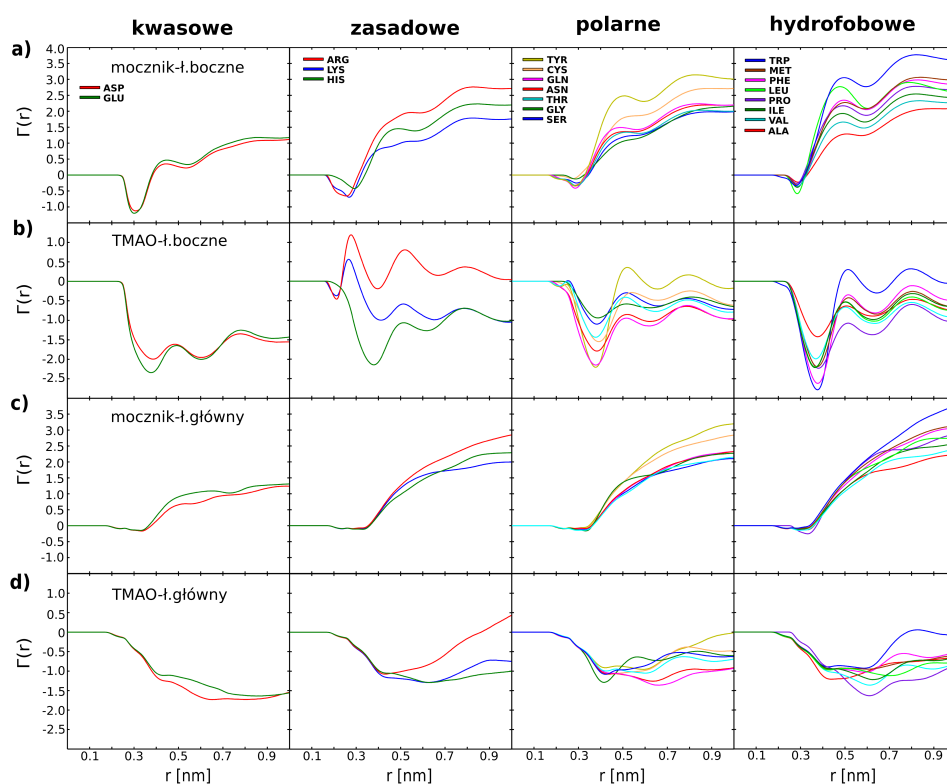 kwasowe zasadowe polarne hydrofobowe
a)
mocznik-ł.boczne
ASP
GLU
ARG
LYS
HIS
TYR
CYS
GLN
ASN
THR
GLY
SER
TRP
MET
PHE
LEU
PRO
ILE
VAL
ALA
Γ(r)
4.0
3.5
3.0
2.5
2.0
1.5
1.0
0.5
0
-0.5
-1.0
b)
TMAO-ł.boczne
Γ(r)
1.0
0.5
0
-0.5
-1.0
-1.5
-2.0
-2.5
c)
mocznik-ł.główny
Γ(r)
3.5
3.0
2.5
2.0
1.5
1.0
0.5
0
-0.5
-1.0
d)
TMAO-ł.główny
Γ(r)
1.0
0.5
0
-0.5
-1.0
-1.5
-2.0
-2.5
0.1 0.3 0.5 0.7 0.9 0.1 0.3 0.5 0.7 0.9 0.1 0.3 0.5 0.7 0.9 0.1 0.3 0.5 0.7 0.9
r [nm] r [nm] r [nm] r [nm]